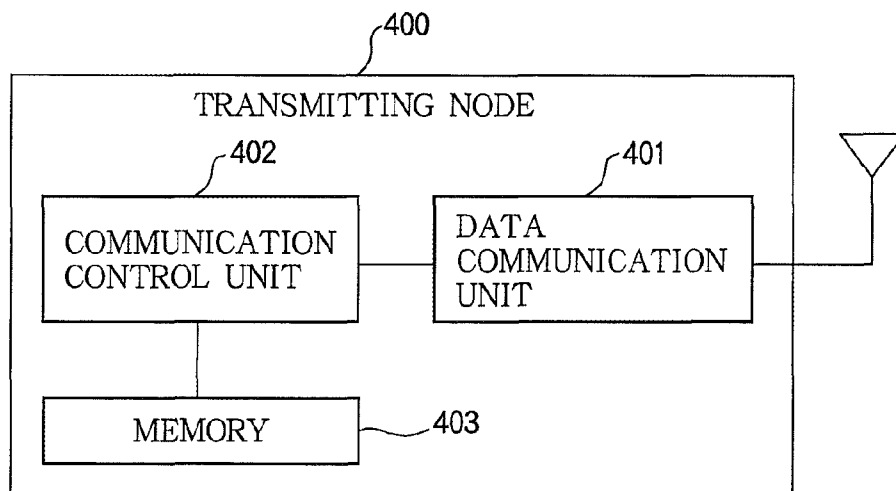 400
TRANSMITTING NODE
402
401
COMMUNICATION
CONTROL UNIT
DATA
COMMUNICATION
UNIT
MEMORY
403